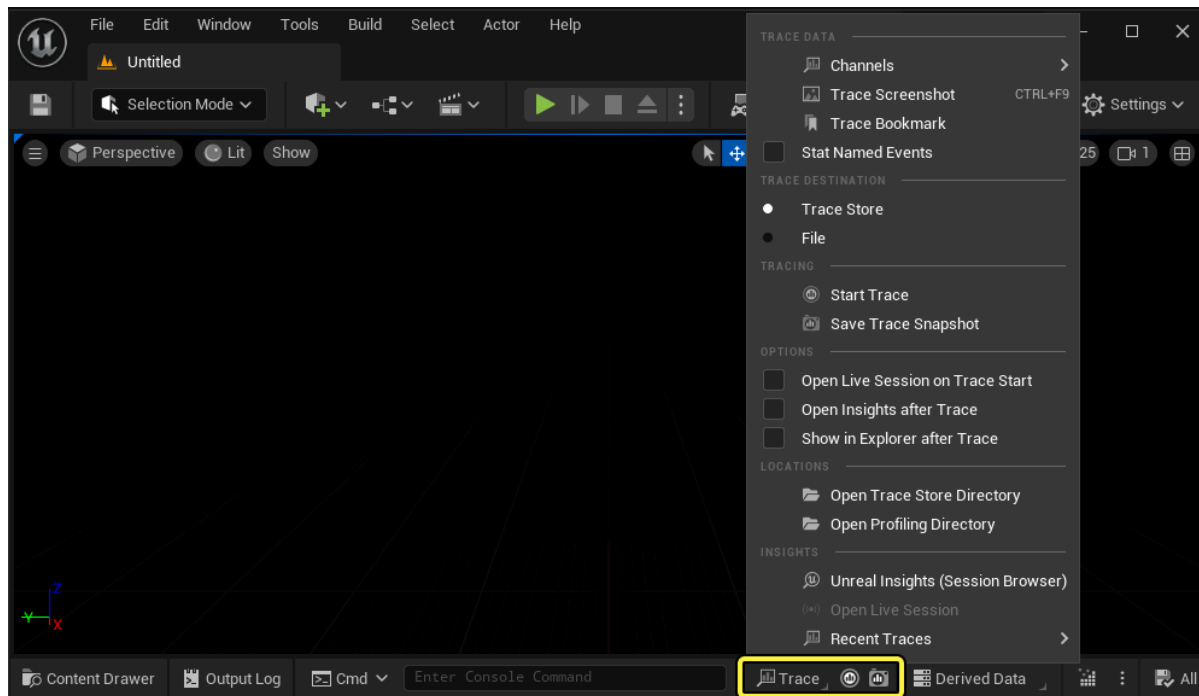 File Edit Window Tools Build Select Actor Help
Untitled
Selection Mode
Settings
Perspective Lit Show
25 1
TRACE DATA
Channels
Trace Screenshot CTRL+F9
Trace Bookmark
Stat Named Events
TRACE DESTINATION
Trace Store
File
TRACING
Start Trace
Save Trace Snapshot
OPTIONS
Open Live Session on Trace Start
Open Insights after Trace
Show in Explorer after Trace
LOCATIONS
Open Trace Store Directory
Open Profiling Directory
INSIGHTS
Unreal Insights (Session Browser)
Open Live Session
Recent Traces
Z
Y
X
Content Drawer Output Log Cmd Enter Console Command Trace Derived Data All